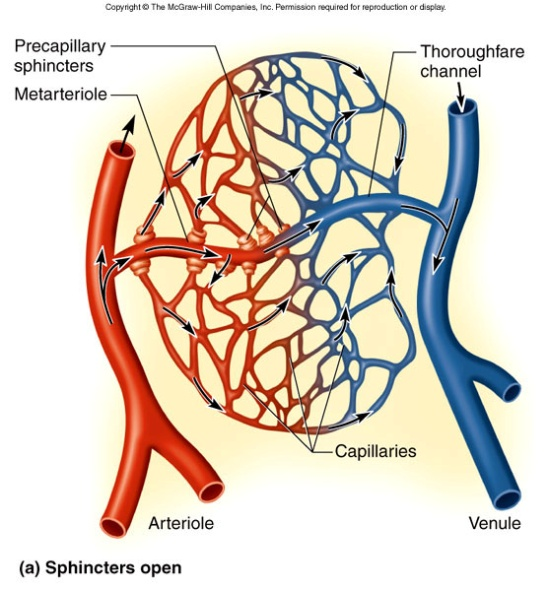 Copyright © The McGraw-Hill Companies, Inc. Permission required for reproduction or display.
Precapillary
sphincters
Metarteriole
Thoroughfare
channel
Capillaries
Arteriole
Venule
(a) Sphincters open